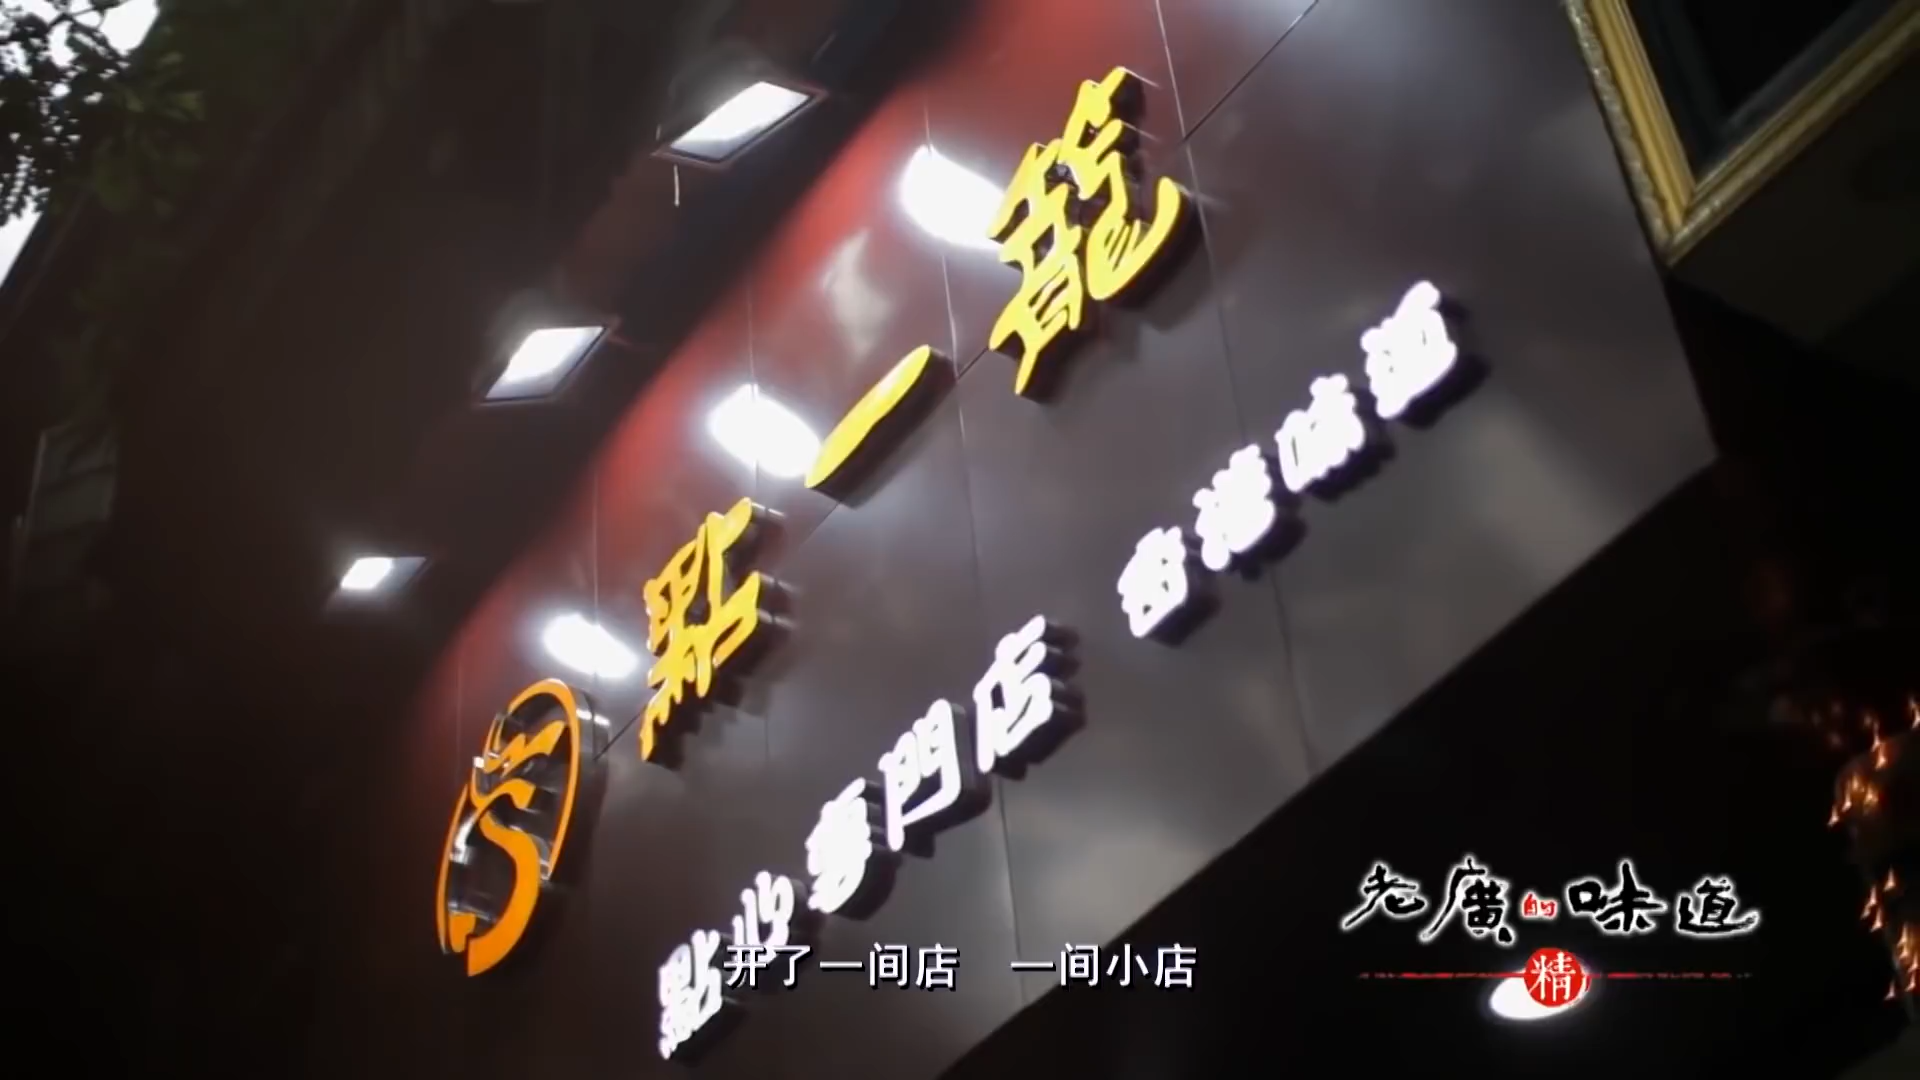 點一龍
點心專門店 香港味道
开了一间店 一间小店
老廣的味道
精